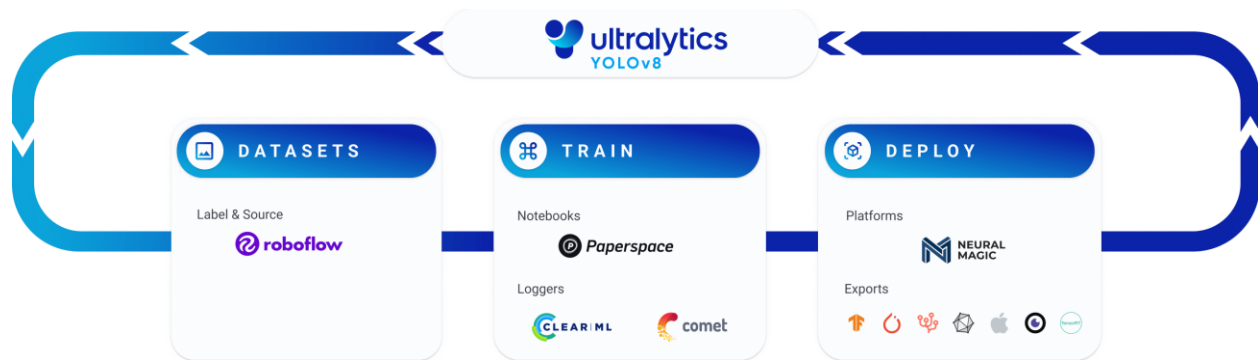 ultralytics
YOLOv8
DATASETS
Label & Source
roboflow
TRAIN
Notebooks
Paperspace
Loggers
CLEAR|ML
comet
DEPLOY
Platforms
NEURAL
MAGIC
Exports